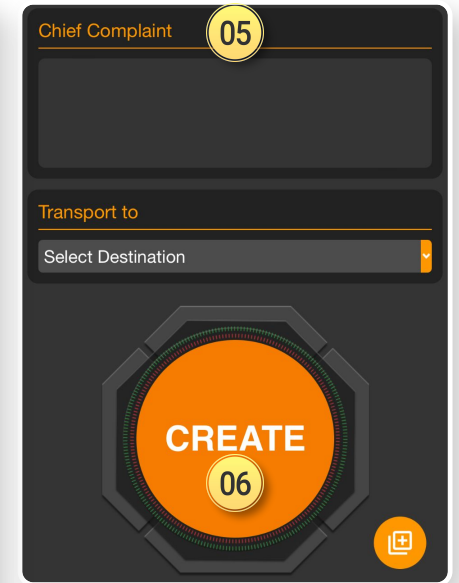 Chief Complaint 05
Transport to
Select Destination
CREATE
06